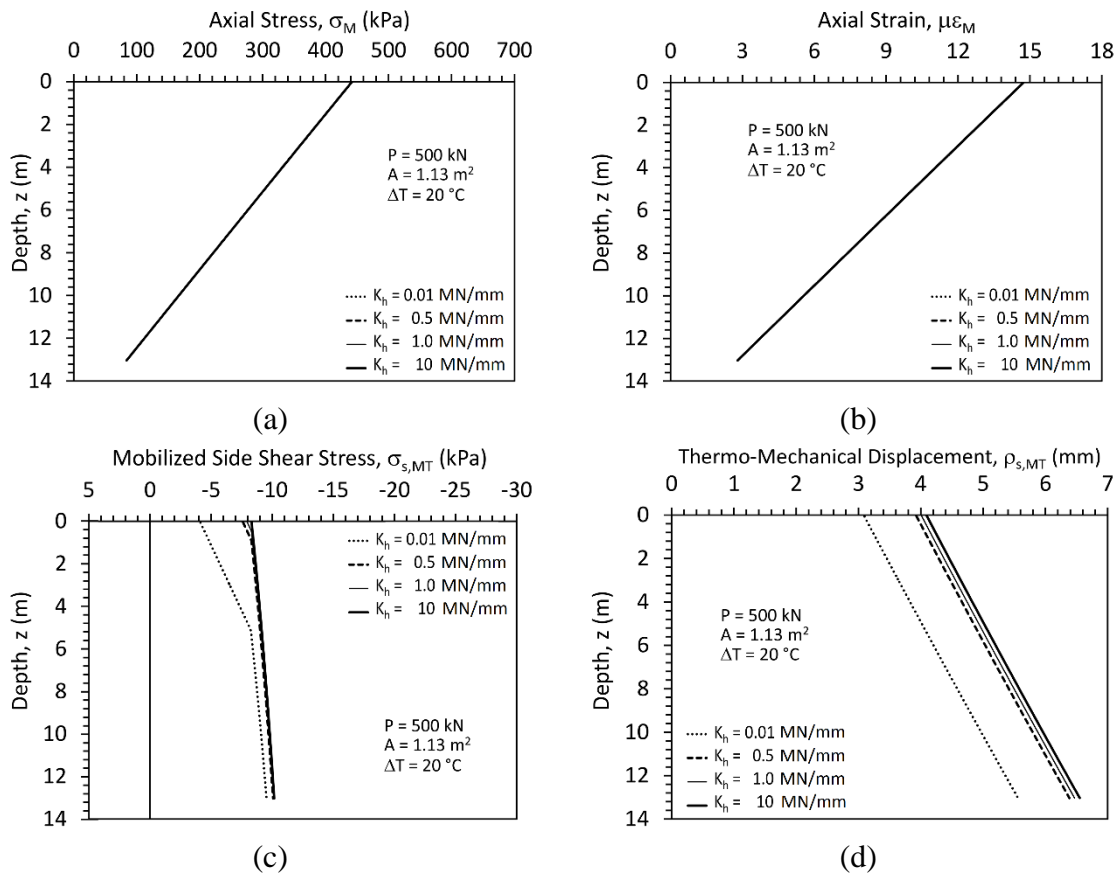 Axial Stress, σM (kPa)
0 100 200 300 400 500 600 700
0
2
4
6
8
10
12
14
Depth, z (m)
P = 500 kN
A = 1.13 m²
ΔT = 20 °C
Kh = 0.01 MN/mm
Kh = 0.5 MN/mm
Kh = 1.0 MN/mm
Kh = 10 MN/mm
(a)
Axial Strain, µεM
0 3 6 9 12 15 18
0
2
4
6
8
10
12
14
Depth, z (m)
P = 500 kN
A = 1.13 m²
ΔT = 20 °C
Kh = 0.01 MN/mm
Kh = 0.5 MN/mm
Kh = 1.0 MN/mm
Kh = 10 MN/mm
(b)
Mobilized Side Shear Stress, σs,MT (kPa)
5 0 -5 -10 -15 -20 -25 -30
0
2
4
6
8
10
12
14
Depth, z (m)
Kh = 0.01 MN/mm
Kh = 0.5 MN/mm
Kh = 1.0 MN/mm
Kh = 10 MN/mm
P = 500 kN
A = 1.13 m²
ΔT = 20 °C
(c)
Thermo-Mechanical Displacement, ρs,MT (mm)
0 1 2 3 4 5 6 7
0
2
4
6
8
10
12
14
Depth, z (m)
P = 500 kN
A = 1.13 m²
ΔT = 20 °C
Kh = 0.01 MN/mm
Kh = 0.5 MN/mm
Kh = 1.0 MN/mm
Kh = 10 MN/mm
(d)